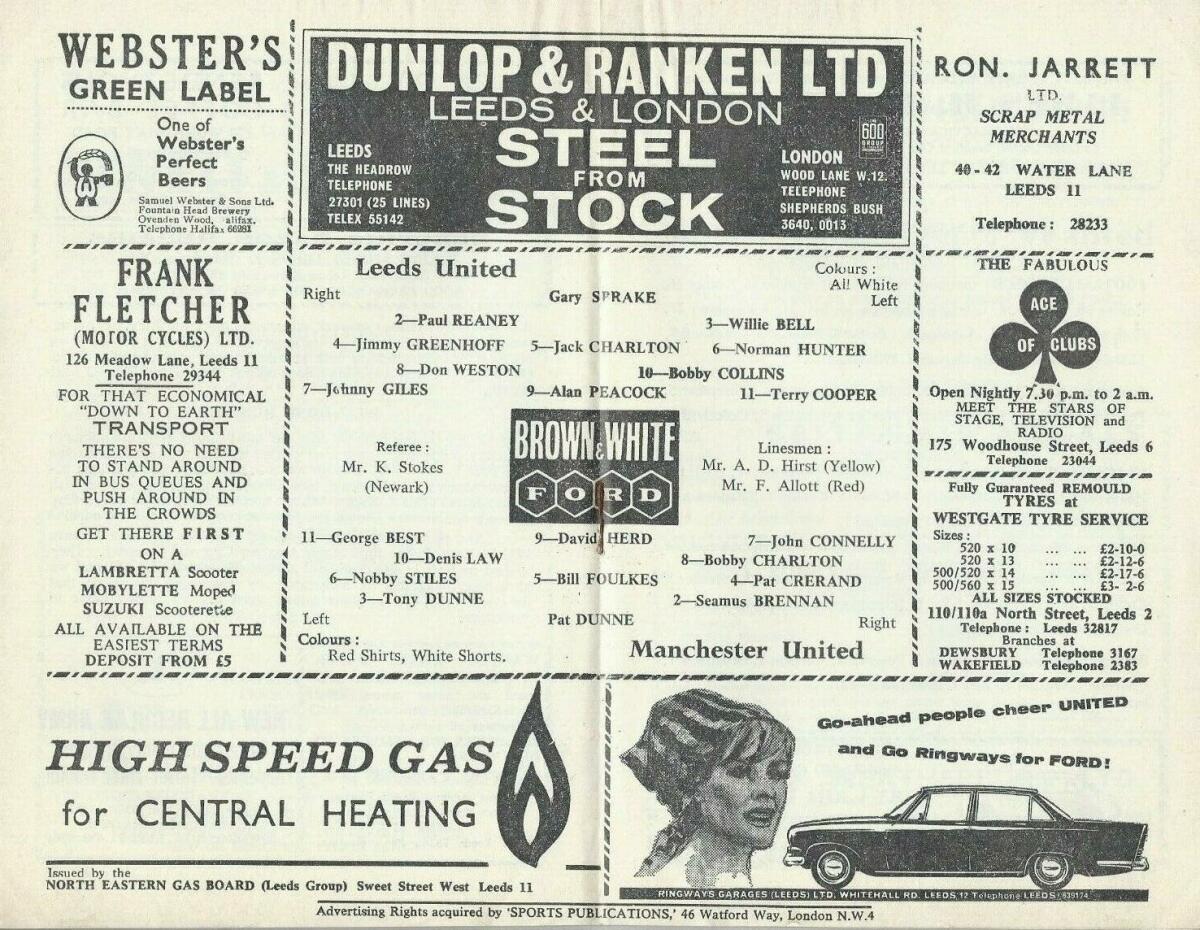 WEBSTER'S
GREEN LABEL
One of
Webster's
Perfect
Beers
Samuel Webster & Sons Ltd.
Fountain Head Brewery
Ovenden Wood, alifax.
Telephone Halifax 66281
DUNLOP & RANKEN LTD
LEEDS & LONDON
STEEL
FROM
STOCK
LEEDS
THE HEADROW
TELEPHONE
27301 (25 LINES)
TELEX 55142
600
GROUP
LONDON
WOOD LANE W.12.
TELEPHONE
SHEPHERDS BUSH
3640, 0013
RON. JARRETT
LTD.
SCRAP METAL
MERCHANTS
40-42 WATER LANE
LEEDS 11
Telephone : 28233
FRANK
FLETCHER
(MOTOR CYCLES) LTD.
126 Meadow Lane, Leeds 11
Telephone 29344
FOR THAT ECONOMICAL
"DOWN TO EARTH"
TRANSPORT
THERE'S NO NEED
TO STAND AROUND
IN BUS QUEUES AND
PUSH AROUND IN
THE CROWDS
GET THERE FIRST
ON A
LAMBRETTA Scooter
MOBYLETTE Moped
SUZUKI Scooterette
ALL AVAILABLE ON THE
EASIEST TERMS
DEPOSIT FROM £5
Leeds United
Colours :
All White
Right
Gary SPRAKE
Left
2—Paul REANEY
3—Willie BELL
4—Jimmy GREENHOFF
5—Jack CHARLTON
6—Norman HUNTER
8—Don WESTON
10—Bobby COLLINS
7—Johnny GILES
9—Alan PEACOCK
11—Terry COOPER
Referee :
Mr. K. Stokes
(Newark)
BROWN & WHITE
FORD
Linesmen :
Mr. A. D. Hirst (Yellow)
Mr. F. Allott (Red)
11—George BEST
9—David HERD
7—John CONNELLY
10—Denis LAW
8—Bobby CHARLTON
6—Nobby STILES
5—Bill FOULKES
4—Pat CRERAND
3—Tony DUNNE
2—Seamus BRENNAN
Left
Pat DUNNE
Right
Colours :
Red Shirts, White Shorts.
Manchester United
THE FABULOUS
ACE
OF CLUBS
Open Nightly 7.30 p.m. to 2 a.m.
MEET THE STARS OF
STAGE, TELEVISION and
RADIO
175 Woodhouse Street, Leeds 6
Telephone 23044
Fully Guaranteed REMOULD
TYRES at
WESTGATE TYRE SERVICE
Sizes :
520 x 10 ... ... £2-10-0
520 x 13 ... ... £2-12-6
500/520 x 14 ... ... £2-17-6
500/560 x 15 ... ... £3- 2-6
ALL SIZES STOCKED
110/110a North Street, Leeds 2
Telephone : Leeds 32817
Branches at
DEWSBURY Telephone 3167
WAKEFIELD Telephone 2383
HIGH SPEED GAS
for CENTRAL HEATING
Issued by the
NORTH EASTERN GAS BOARD (Leeds Group) Sweet Street West Leeds 11
Go-ahead people cheer UNITED
and Go Ringways for FORD!
RINGWAYS GARAGES (LEEDS) LTD, WHITEHALL RD. LEEDS,12 Telephone LEEDS
Advertising Rights acquired by 'SPORTS PUBLICATIONS,' 46 Watford Way, London N.W.4